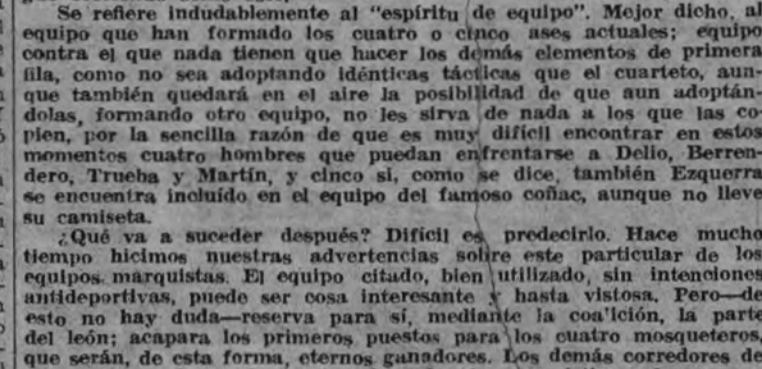 Se refiere indudablemente al "espíritu de equipo". Mejor dicho, al
equipo que han formado los cuatro o cinco ases actuales; equipo
contra el que nada tienen que hacer los demás elementos de primera
fila, como no sea adoptando idénticas tácticas que el cuarteto, aun-
que también quedará en el aire la posibilidad de que aun adoptán-
dolas, formando otro equipo, no les sirva de nada a los que las co-
pien, por la sencilla razón de que es muy difícil encontrar en estos
momentos cuatro hombres que puedan enfrentarse a Delio, Berren-
dero, Trueba y Martín, y cinco si, como se dice, también Ezquerra
se encuentra incluído en el equipo del famoso coñac, aunque no lleve
su camiseta.
¿Qué va a suceder después? Difícil es predecirlo. Hace mucho
tiempo hicimos nuestras advertencias sobre este particular de los
equipos marquistas. El equipo citado, bien utilizado, sin intenciones
antideportivas, puede ser cosa interesante y hasta vistosa. Pero—de
esto no hay duda—reserva para sí, mediante la coa'ición, la parte
del león; acapara los primeros puestos para los cuatro mosqueteros,
que serán, de esta forma, eternos ganadores. Los demás corredores de